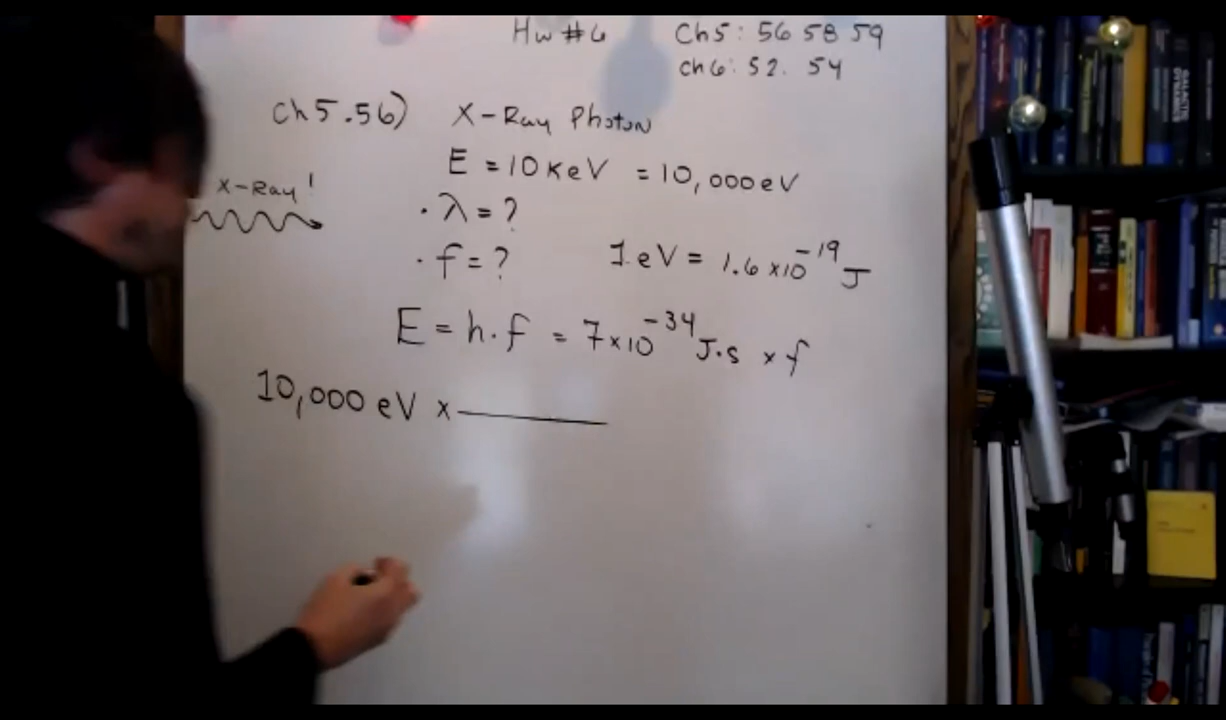 Hw #6 Ch5: 56 58 59
Ch6: 52. 54
Ch5.56) X-Ray Photon
E = 10 KeV = 10,000 eV
X-Ray!
· λ = ?
· f = ? 1 eV = 1.6 x10^-19 J
E = h·f = 7x10^-34 J·s x f
10,000 eV x